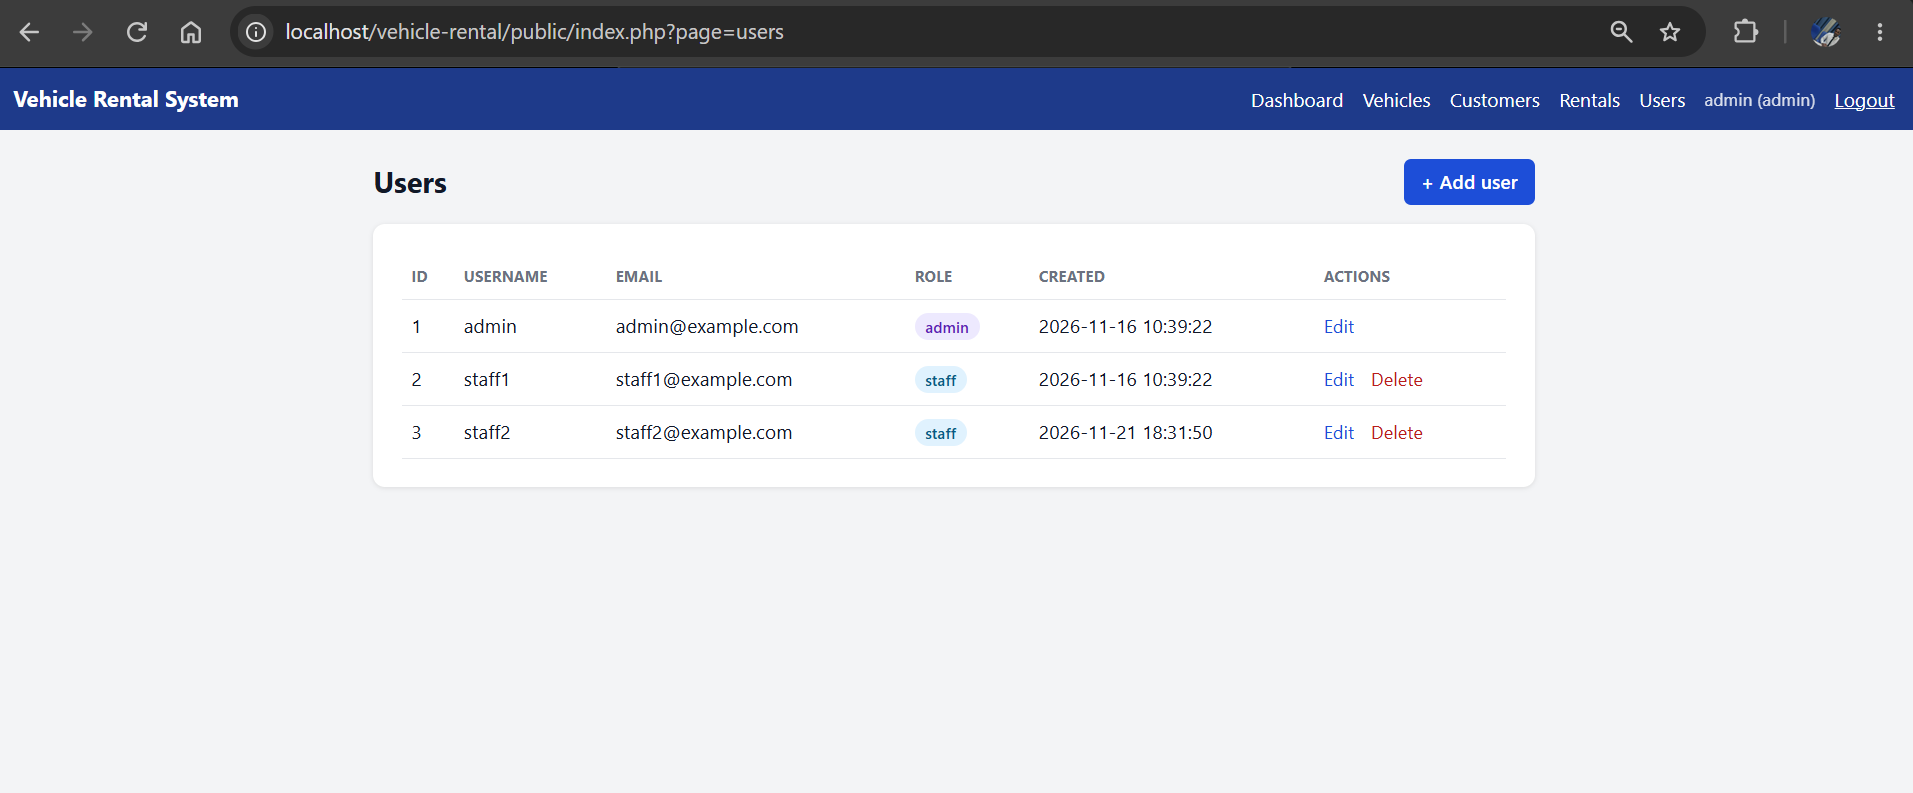 localhost/vehicle-rental/public/index.php?page=users
Vehicle Rental System Dashboard Vehicles Customers Rentals Users admin (admin) Logout
Users + Add user
ID USERNAME EMAIL ROLE CREATED ACTIONS
1 admin admin@example.com admin 2026-11-16 10:39:22 Edit
2 staff1 staff1@example.com staff 2026-11-16 10:39:22 Edit Delete
3 staff2 staff2@example.com staff 2026-11-21 18:31:50 Edit Delete